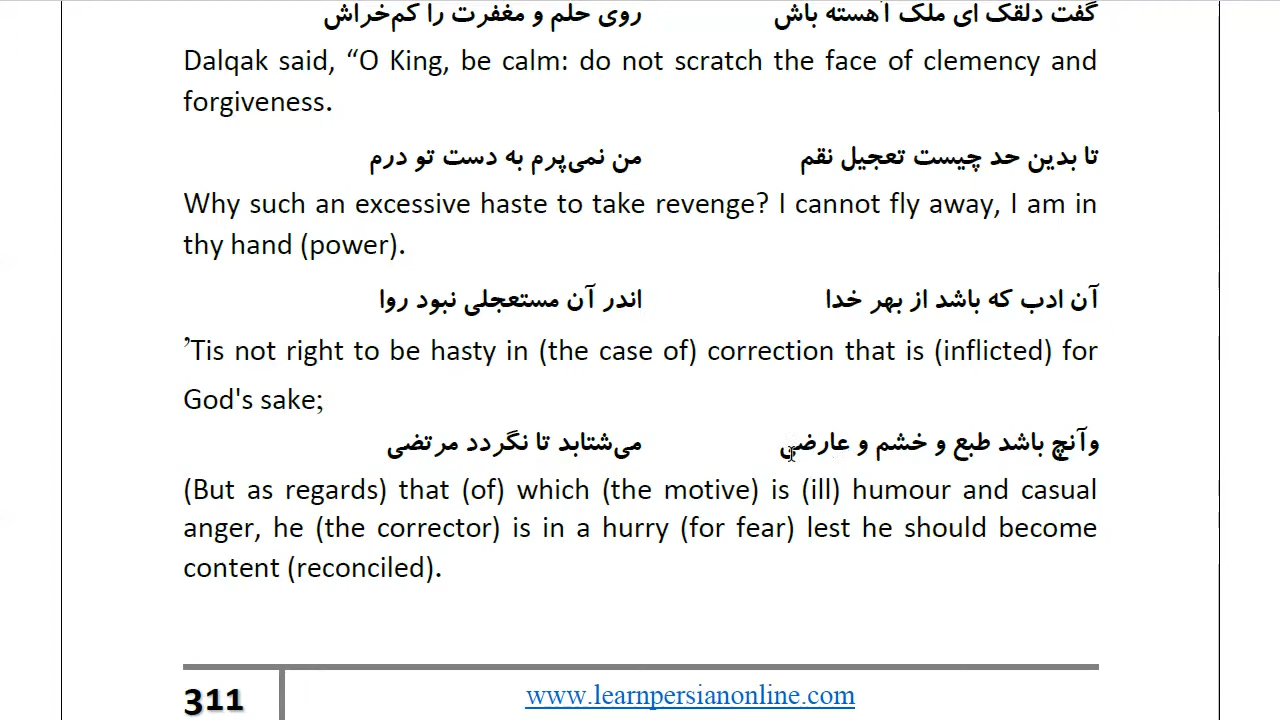 گفت دلقک ای ملک آهسته باش روی حلم و مغفرت را کم‌خراش
Dalqak said, “O King, be calm: do not scratch the face of clemency and
forgiveness.
تا بدین حد چیست تعجیل نقم من نمی‌پرم به دست تو درم
Why such an excessive haste to take revenge? I cannot fly away, I am in
thy hand (power).
آن ادب که باشد از بهر خدا اندر آن مستعجلی نبود روا
’Tis not right to be hasty in (the case of) correction that is (inflicted) for
God's sake;
وآنچ باشد طبع و خشم و عارضی می‌شتابد تا نگردد مرتضی
(But as regards) that (of) which (the motive) is (ill) humour and casual
anger, he (the corrector) is in a hurry (for fear) lest he should become
content (reconciled).
311
www.learnpersianonline.com